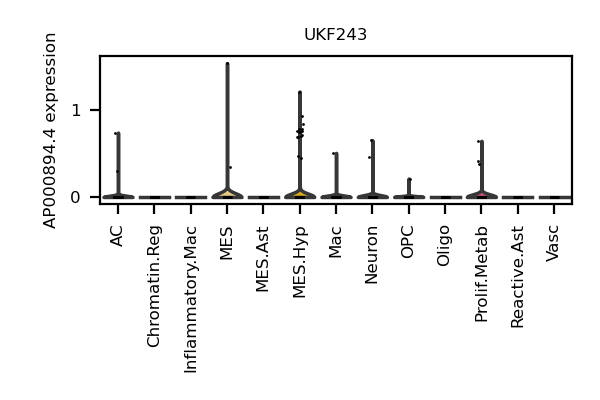 UKF243
AP000894.4 expression
1
0
AC
Chromatin.Reg
Inflammatory.Mac
MES
MES.Ast
MES.Hyp
Mac
Neuron
OPC
Oligo
Prolif.Metab
Reactive.Ast
Vasc